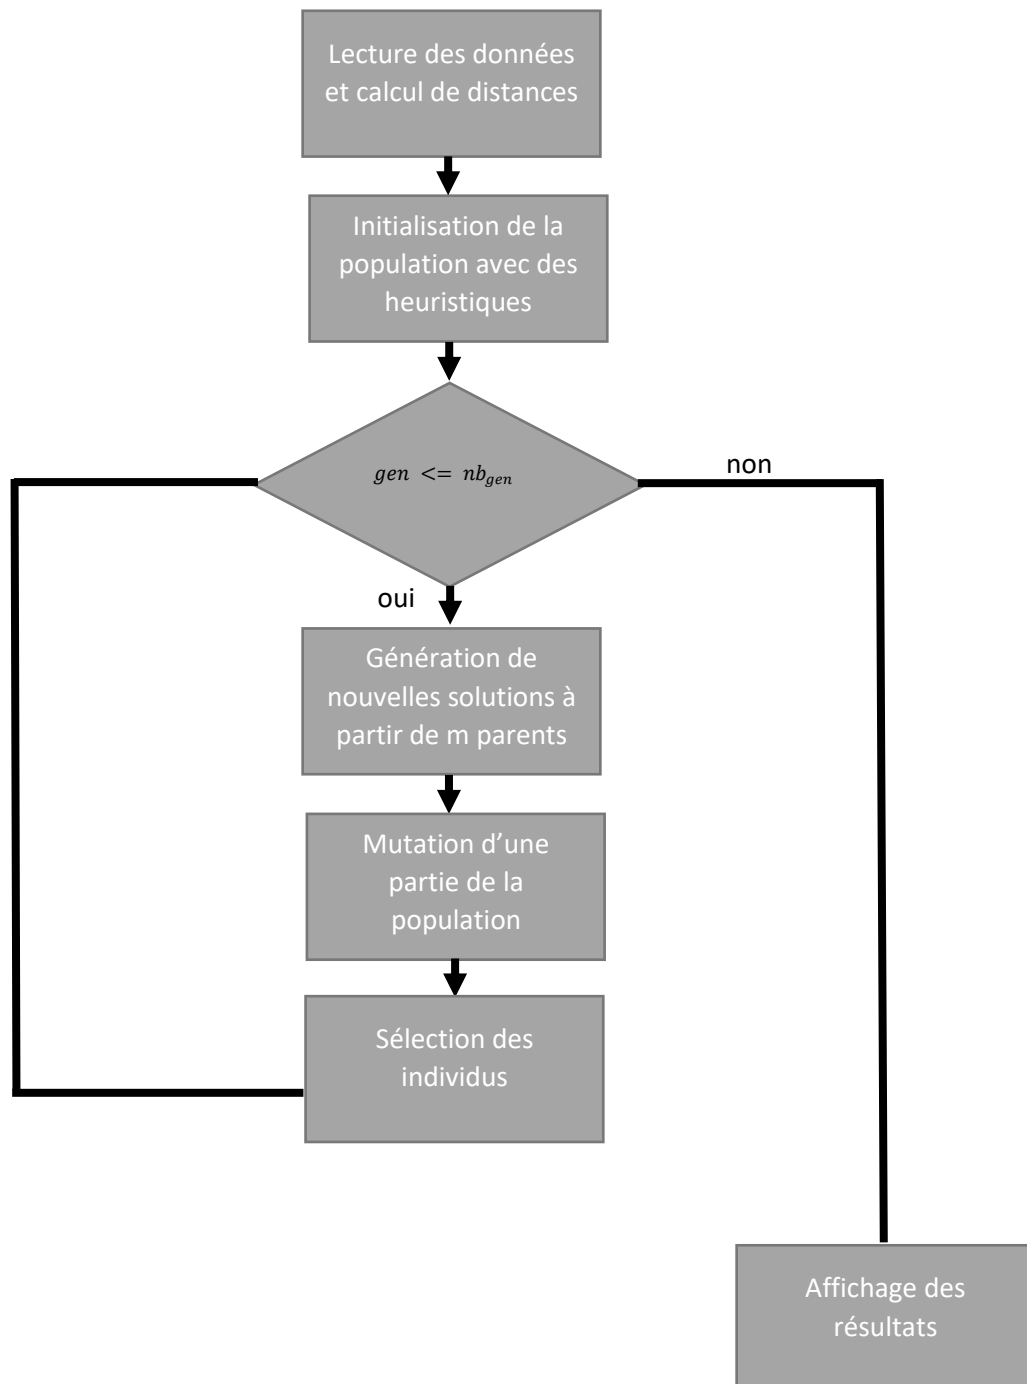 Lecture des données
et calcul de distances
Initialisation de la
population avec des
heuristiques
gen <= nb_gen
non
oui
Génération de
nouvelles solutions à
partir de m parents
Mutation d’une
partie de la
population
Sélection des
individus
Affichage des
résultats